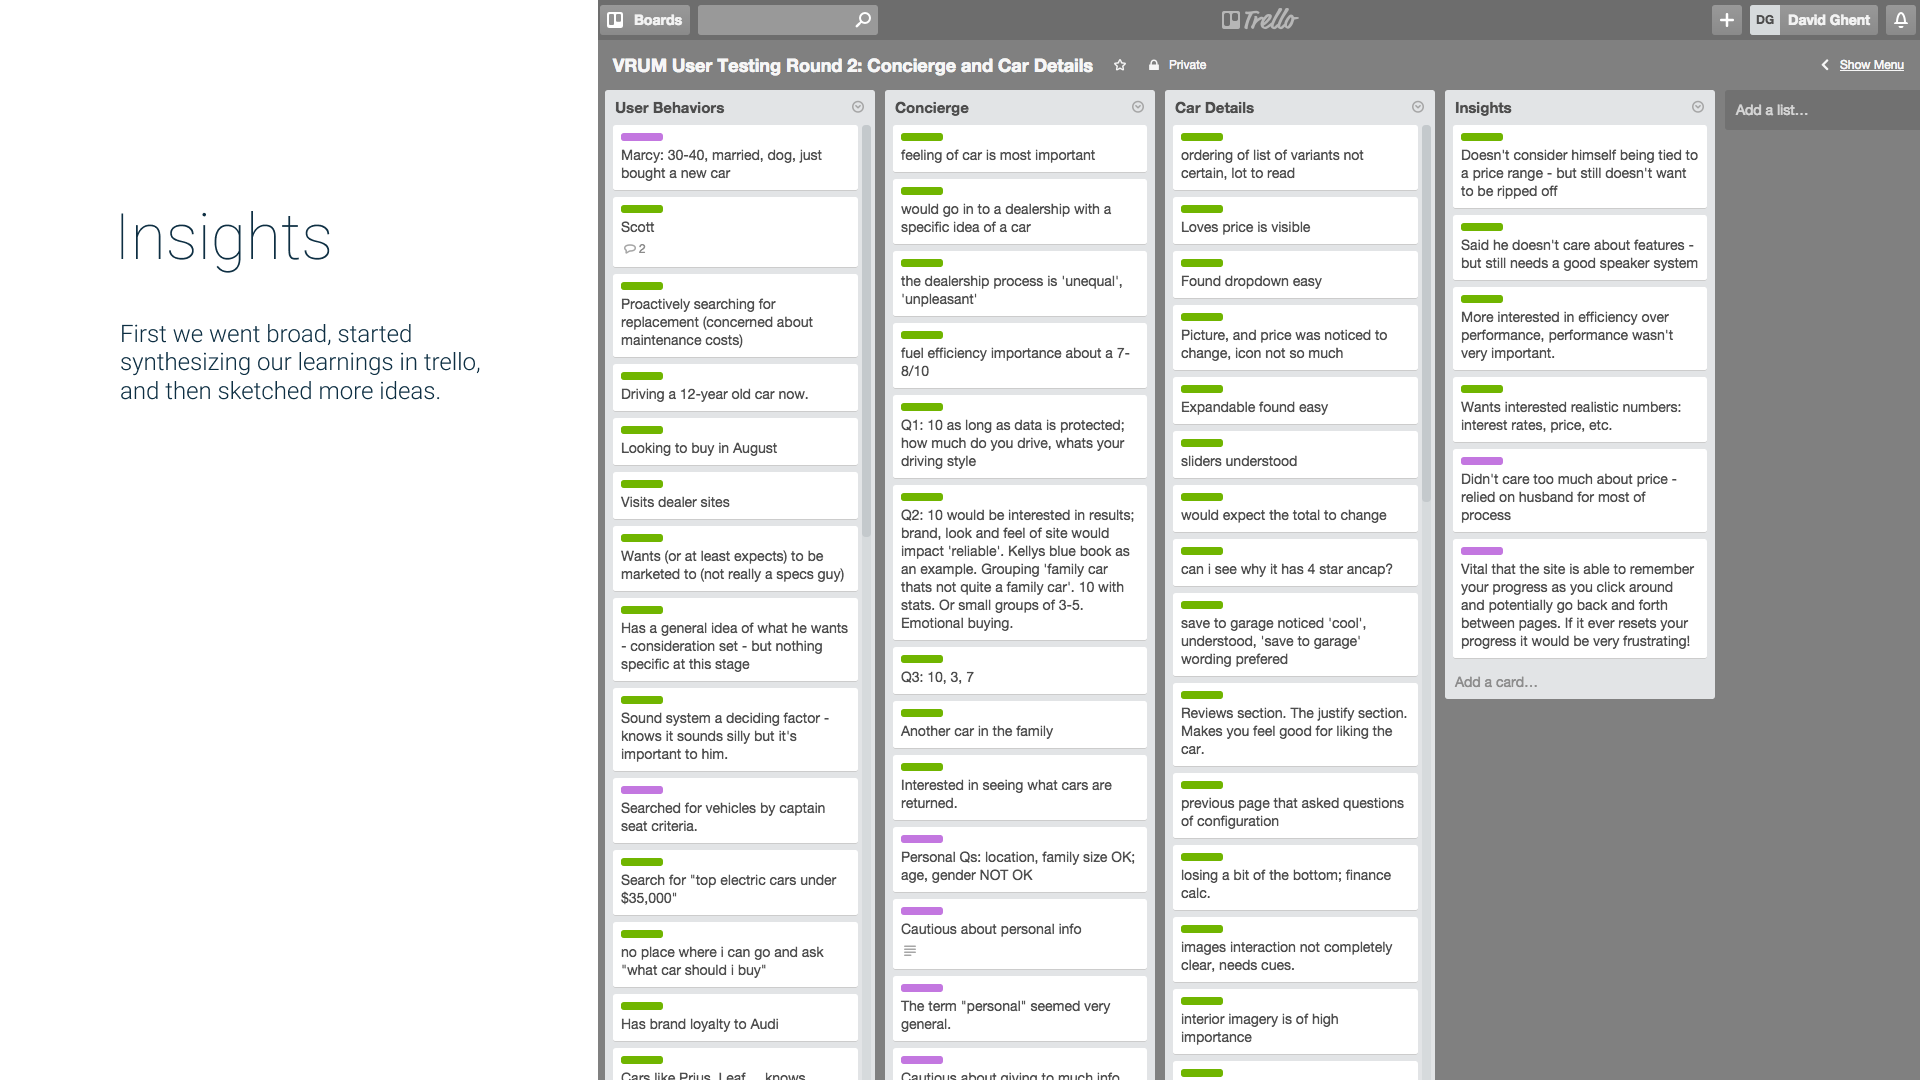 Insights
First we went broad, started
synthesizing our learnings in trello,
and then sketched more ideas.
Boards
Trello
DG
David Ghent
VRUM User Testing Round 2: Concierge and Car Details
Private
Show Menu
User Behaviors
Marcy: 30-40, married, dog, just
bought a new car
Scott
2
Proactively searching for
replacement (concerned about
maintenance costs)
Driving a 12-year old car now.
Looking to buy in August
Visits dealer sites
Wants (or at least expects) to be
marketed to (not really a specs guy)
Has a general idea of what he wants
- consideration set - but nothing
specific at this stage
Sound system a deciding factor -
knows it sounds silly but it's
important to him.
Searched for vehicles by captain
seat criteria.
Search for "top electric cars under
$35,000"
no place where i can go and ask
"what car should i buy"
Has brand loyalty to Audi
Cars like Prius, Leaf.... knows
Concierge
feeling of car is most important
would go in to a dealership with a
specific idea of a car
the dealership process is 'unequal',
'unpleasant'
fuel efficiency importance about a 7-
8/10
Q1: 10 as long as data is protected;
how much do you drive, whats your
driving style
Q2: 10 would be interested in results;
brand, look and feel of site would
impact 'reliable'. Kellys blue book as
an example. Grouping 'family car
thats not quite a family car'. 10 with
stats. Or small groups of 3-5.
Emotional buying.
Q3: 10, 3, 7
Another car in the family
Interested in seeing what cars are
returned.
Personal Qs: location, family size OK;
age, gender NOT OK
Cautious about personal info
The term "personal" seemed very
general.
Cautious about giving to much info
Car Details
ordering of list of variants not
certain, lot to read
Loves price is visible
Found dropdown easy
Picture, and price was noticed to
change, icon not so much
Expandable found easy
sliders understood
would expect the total to change
can i see why it has 4 star ancap?
save to garage noticed 'cool',
understood, 'save to garage'
wording prefered
Reviews section. The justify section.
Makes you feel good for liking the
car.
previous page that asked questions
of configuration
losing a bit of the bottom; finance
calc.
images interaction not completely
clear, needs cues.
interior imagery is of high
importance
Insights
Doesn't consider himself being tied to
a price range - but still doesn't want
to be ripped off
Said he doesn't care about features -
but still needs a good speaker system
More interested in efficiency over
performance, performance wasn't
very important.
Wants interested realistic numbers:
interest rates, price, etc.
Didn't care too much about price -
relied on husband for most of
process
Vital that the site is able to remember
your progress as you click around
and potentially go back and forth
between pages. If it ever resets your
progress it would be very frustrating!
Add a card...
Add a list...